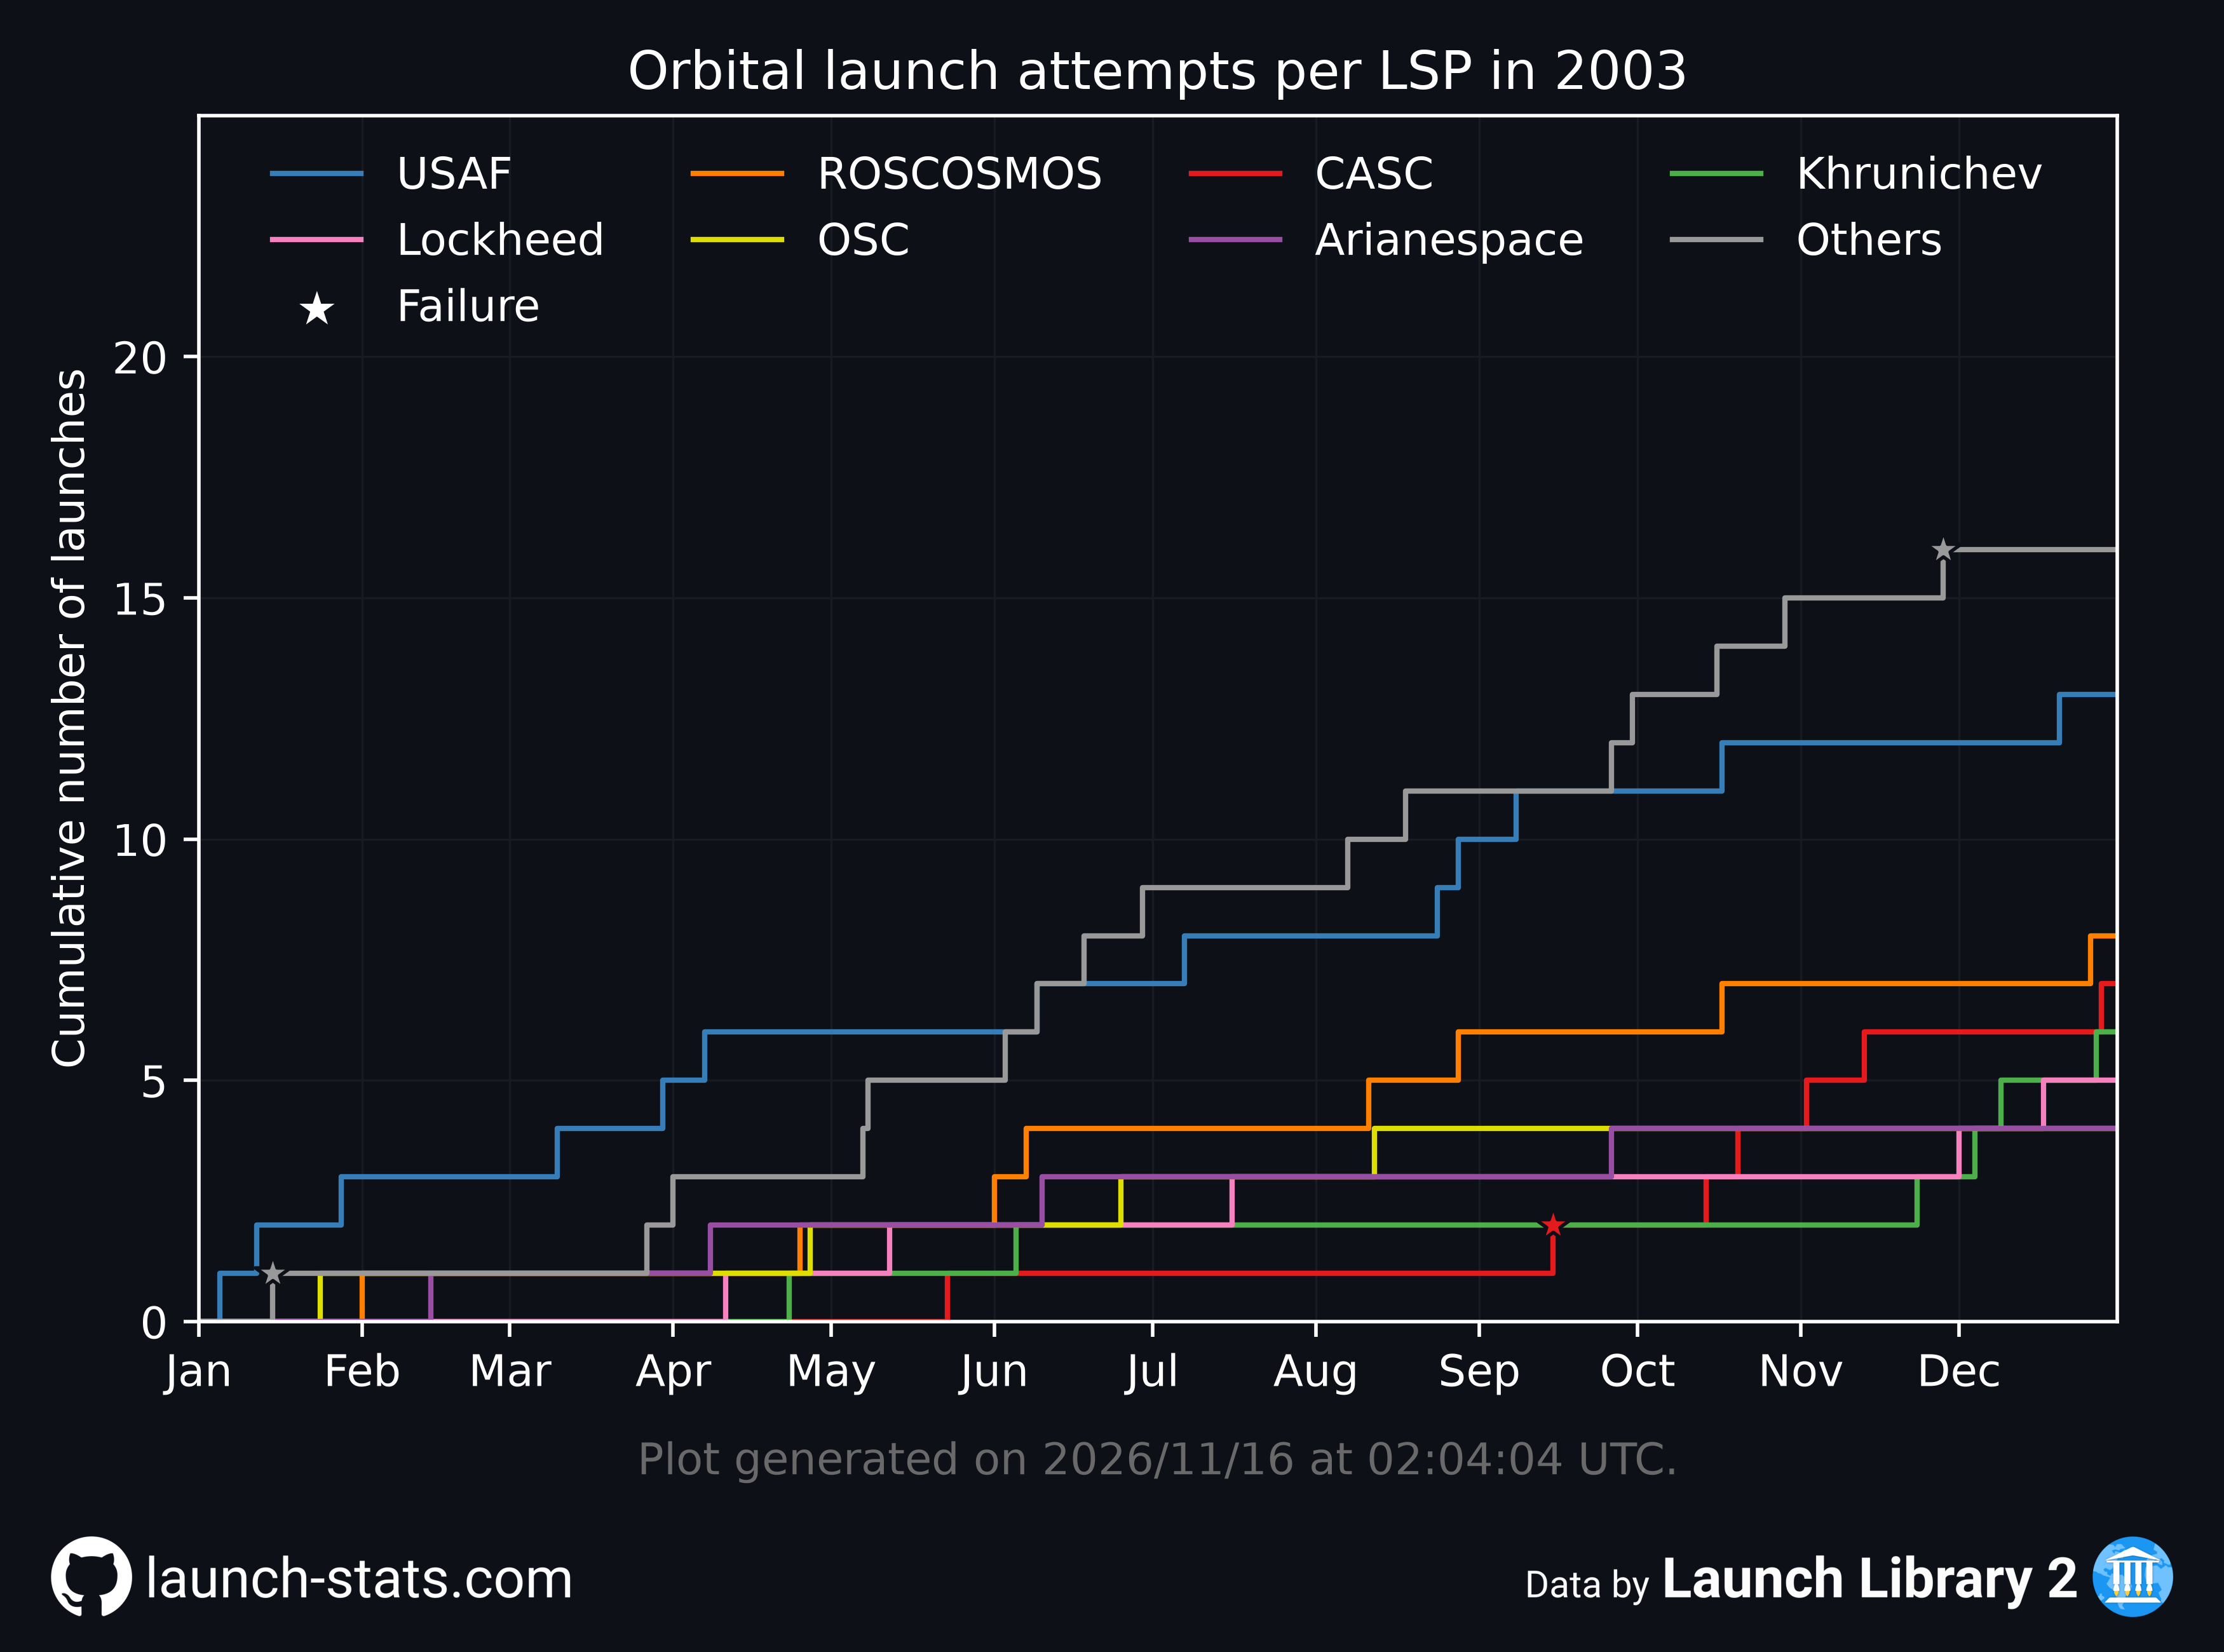 Orbital launch attempts per LSP in 2003
USAF ROSCOSMOS CASC Khrunichev
Lockheed OSC Arianespace Others
Failure
Cumulative number of launches
20
15
10
5
0
Jan Feb Mar Apr May Jun Jul Aug Sep Oct Nov Dec
Plot generated on 2026/11/16 at 02:04:04 UTC.
launch-stats.com
Data by Launch Library 2